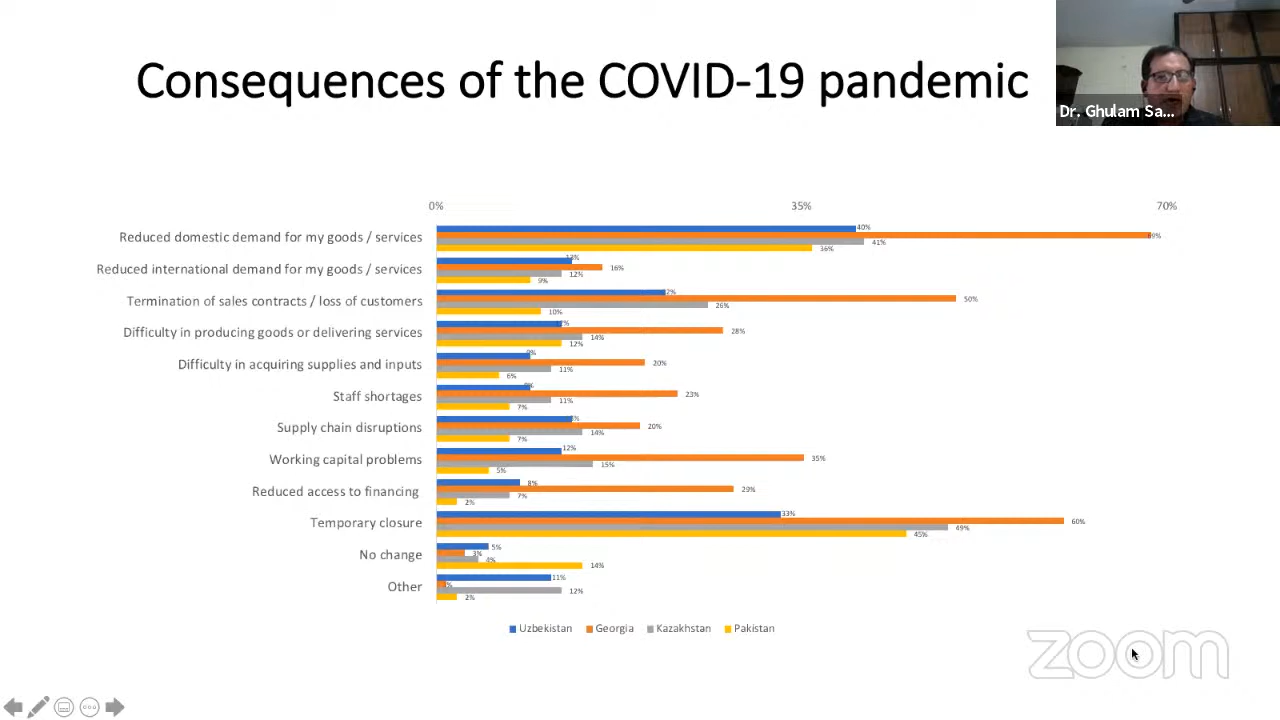 Consequences of the COVID-19 pandemic
Dr. Ghulam Sa...
0% 35% 70%
Reduced domestic demand for my goods / services
40%
69%
41%
36%
Reduced international demand for my goods / services
13%
16%
12%
9%
Termination of sales contracts / loss of customers
50%
26%
10%
Difficulty in producing goods or delivering services
28%
14%
12%
Difficulty in acquiring supplies and inputs
9%
20%
11%
6%
Staff shortages
9%
23%
11%
7%
Supply chain disruptions
20%
14%
7%
Working capital problems
12%
35%
15%
5%
Reduced access to financing
8%
29%
7%
2%
Temporary closure
33%
60%
49%
45%
No change
5%
3%
4%
14%
Other
11%
12%
2%
Uzbekistan Georgia Kazakhstan Pakistan
zoom